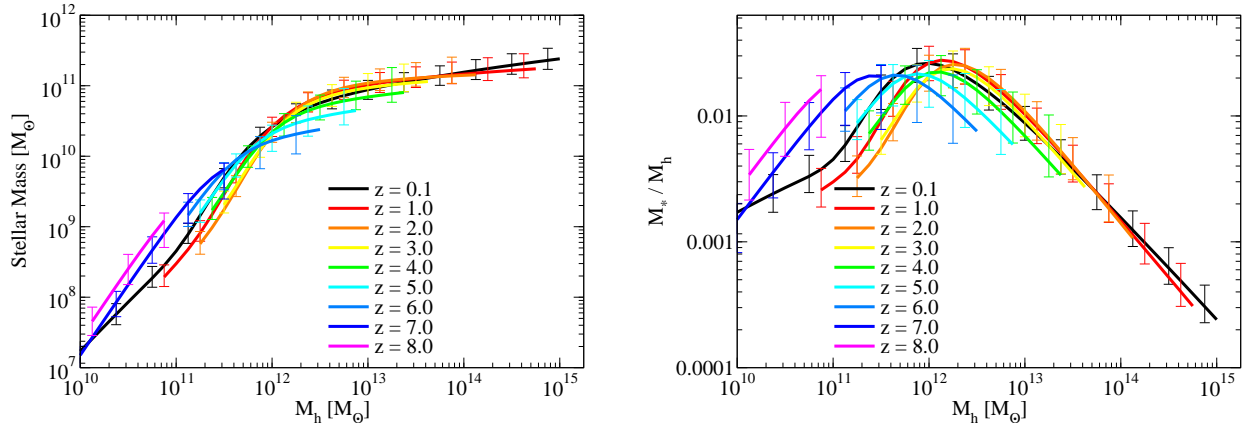 10^12
10^11
10^10
10^9
10^8
10^7
Stellar Mass [M_⊙]
z = 0.1
z = 1.0
z = 2.0
z = 3.0
z = 4.0
z = 5.0
z = 6.0
z = 7.0
z = 8.0
10^10 10^11 10^12 10^13 10^14 10^15
M_h [M_⊙]
0.01
0.001
0.0001
M_* / M_h
z = 0.1
z = 1.0
z = 2.0
z = 3.0
z = 4.0
z = 5.0
z = 6.0
z = 7.0
z = 8.0
10^10 10^11 10^12 10^13 10^14 10^15
M_h [M_⊙]